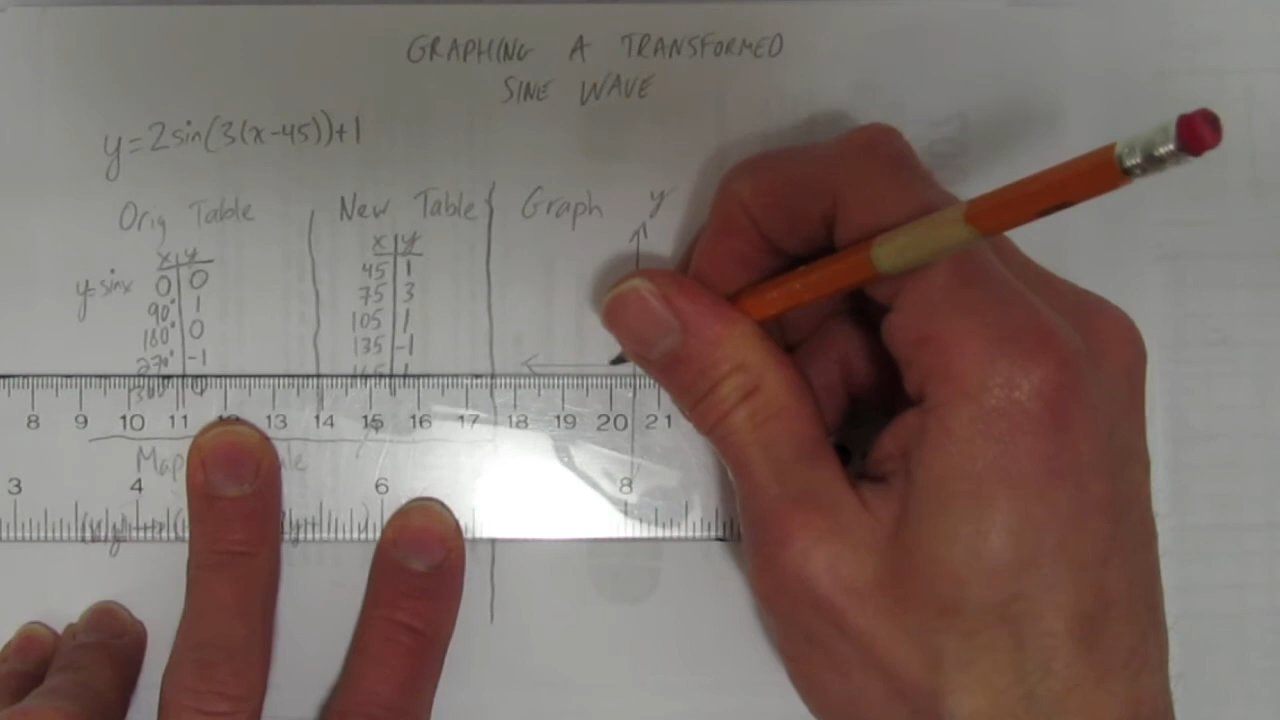 GRAPHING A TRANSFORMED
SINE WAVE
y=2sin(3(x-45))+1
Orig Table
x y
y=sinx
0 0
90° 1
180° 0
270° -1
New Table
x y
45 1
75 3
105 1
135 -1
Graph
y
8 9 10 11 12 13 14 15 16 17 18 19 20 21
3 4 6 8